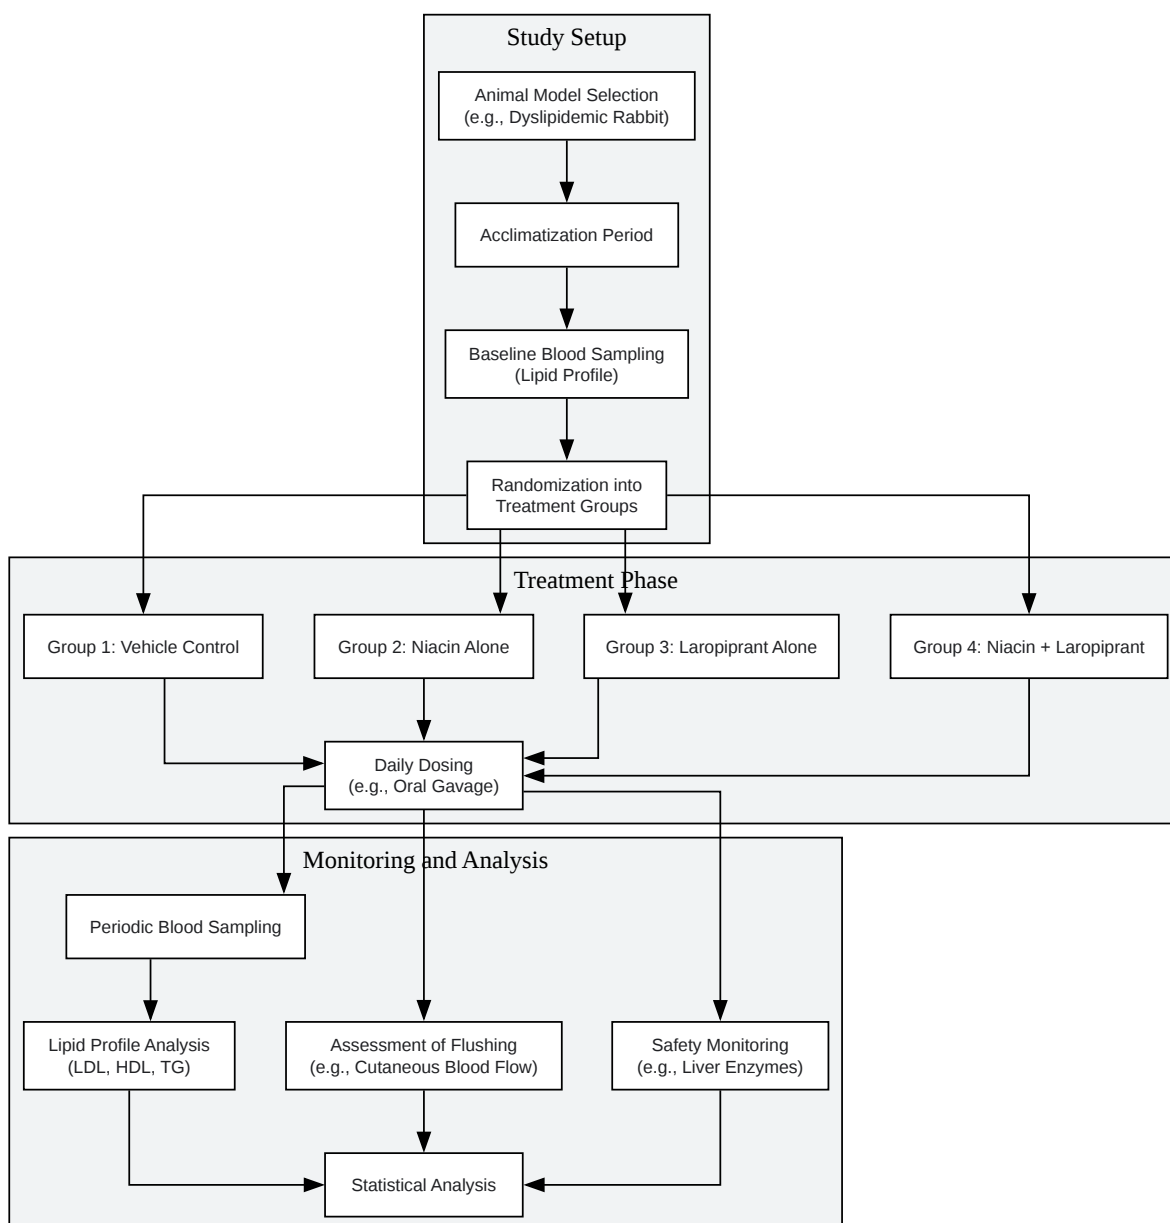 Study Setup
Animal Model Selection
(e.g., Dyslipidemic Rabbit)
Acclimatization Period
Baseline Blood Sampling
(Lipid Profile)
Randomization into
Treatment Groups
Treatment Phase
Group 1: Vehicle Control
Group 2: Niacin Alone
Group 3: Laropiprant Alone
Group 4: Niacin + Laropiprant
Daily Dosing
(e.g., Oral Gavage)
Monitoring and Analysis
Periodic Blood Sampling
Lipid Profile Analysis
(LDL, HDL, TG)
Assessment of Flushing
(e.g., Cutaneous Blood Flow)
Safety Monitoring
(e.g., Liver Enzymes)
Statistical Analysis